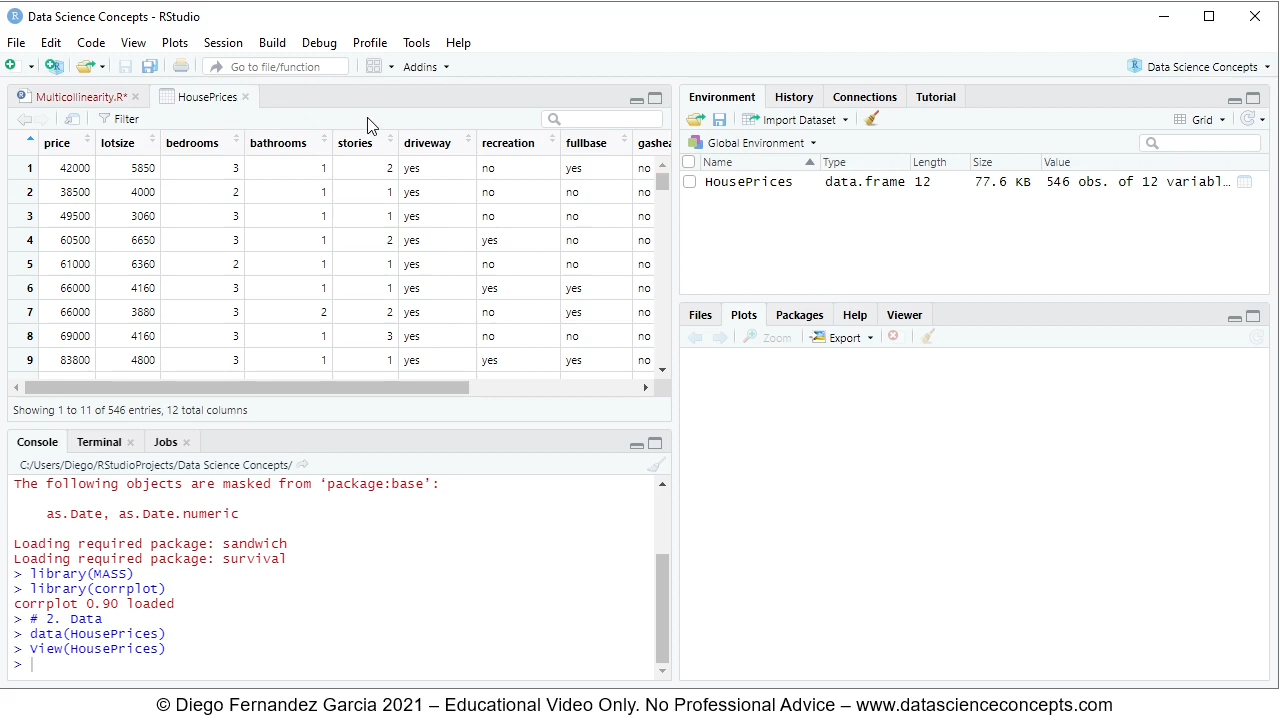 Data Science Concepts - RStudio
File Edit Code View Plots Session Build Debug Profile Tools Help
Go to file/function Addins Data Science Concepts
Multicollinearity.R* HousePrices
Filter
price lotsize bedrooms bathrooms stories driveway recreation fullbase gashea
1 42000 5850 3 1 2 yes no yes no
2 38500 4000 2 1 1 yes no no no
3 49500 3060 3 1 1 yes no no no
4 60500 6650 3 1 2 yes yes no no
5 61000 6360 2 1 1 yes no no no
6 66000 4160 3 1 1 yes yes yes no
7 66000 3880 3 2 2 yes no yes no
8 69000 4160 3 1 3 yes no no no
9 83800 4800 3 1 1 yes yes yes no
Showing 1 to 11 of 546 entries, 12 total columns
Console Terminal Jobs
C:/Users/Diego/RStudioProjects/Data Science Concepts/
The following objects are masked from ‘package:base’:
as.Date, as.Date.numeric
Loading required package: sandwich
Loading required package: survival
> library(MASS)
> library(corrplot)
corrplot 0.90 loaded
> # 2. Data
> data(HousePrices)
> View(HousePrices)
>
Environment History Connections Tutorial
Import Dataset Grid
Global Environment
Name Type Length Size Value
HousePrices data.frame 12 77.6 KB 546 obs. of 12 variabl…
Files Plots Packages Help Viewer
Zoom Export
© Diego Fernandez Garcia 2021 – Educational Video Only. No Professional Advice – www.datascienceconcepts.com